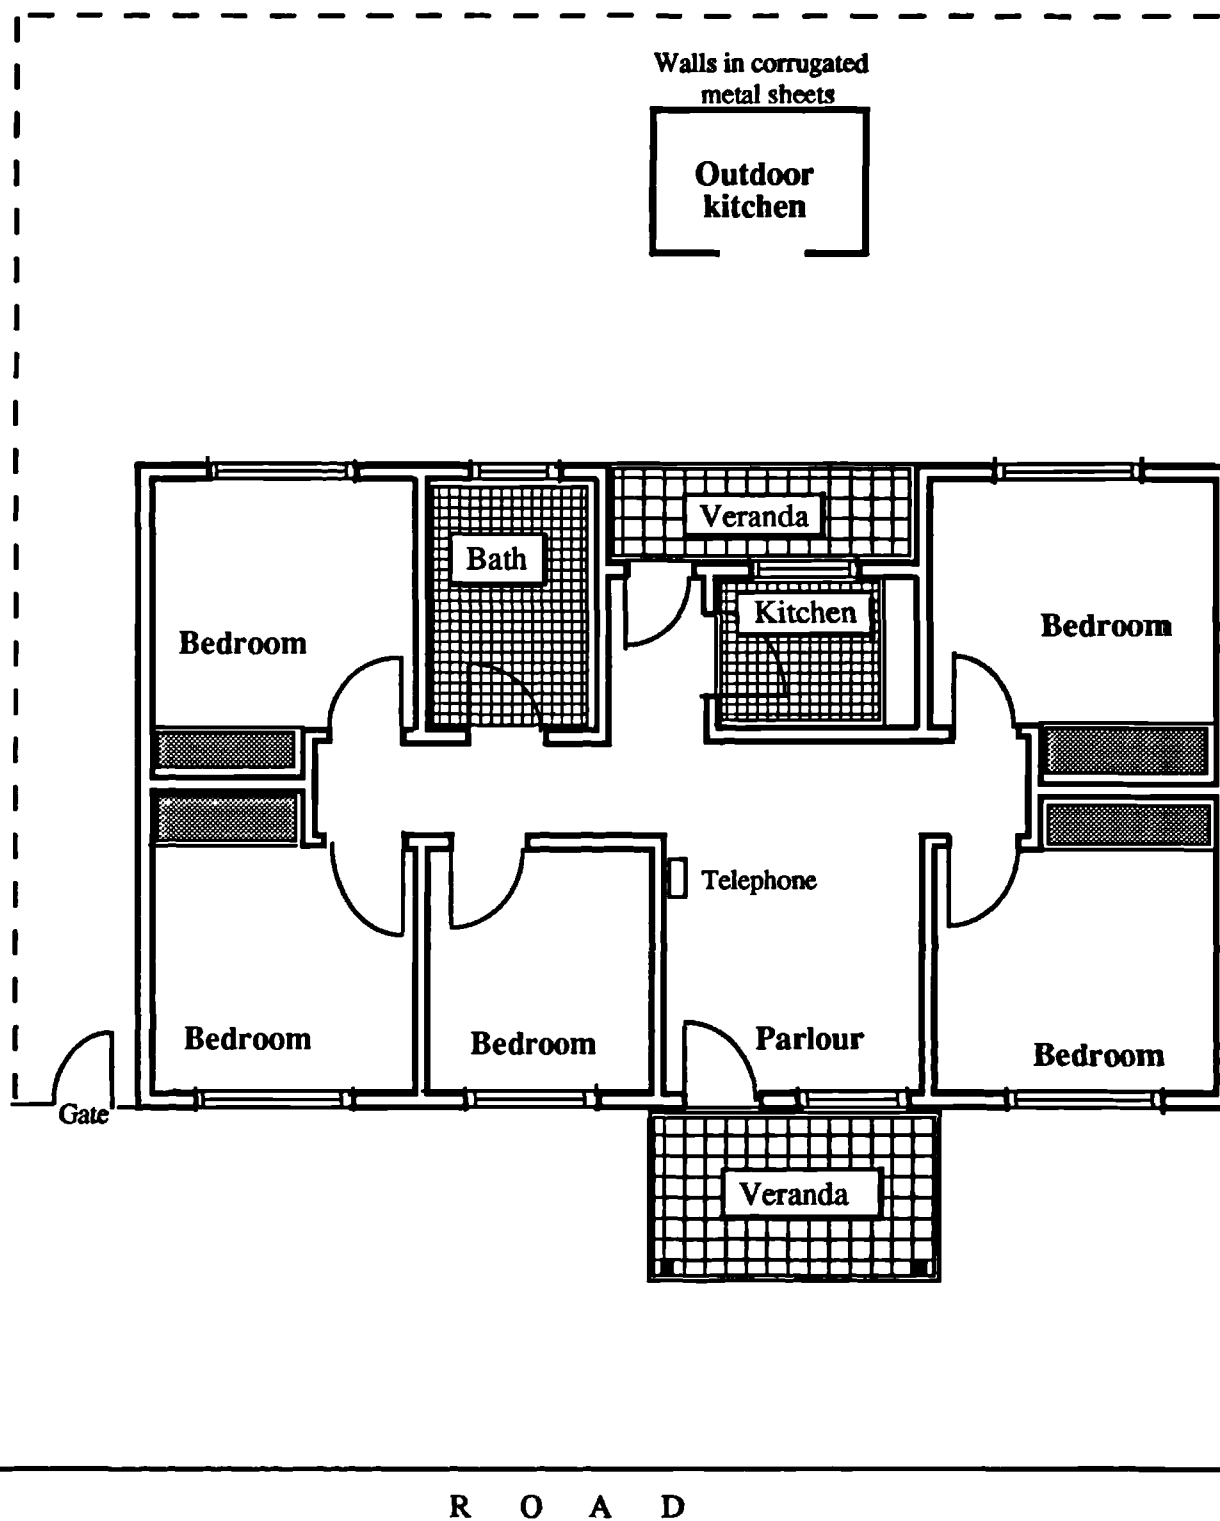 Walls in corrugated
metal sheets
Outdoor
kitchen
Veranda
Bath
Kitchen
Bedroom
Bedroom
Telephone
Bedroom
Bedroom
Parlour
Bedroom
Gate
Veranda
R O A D